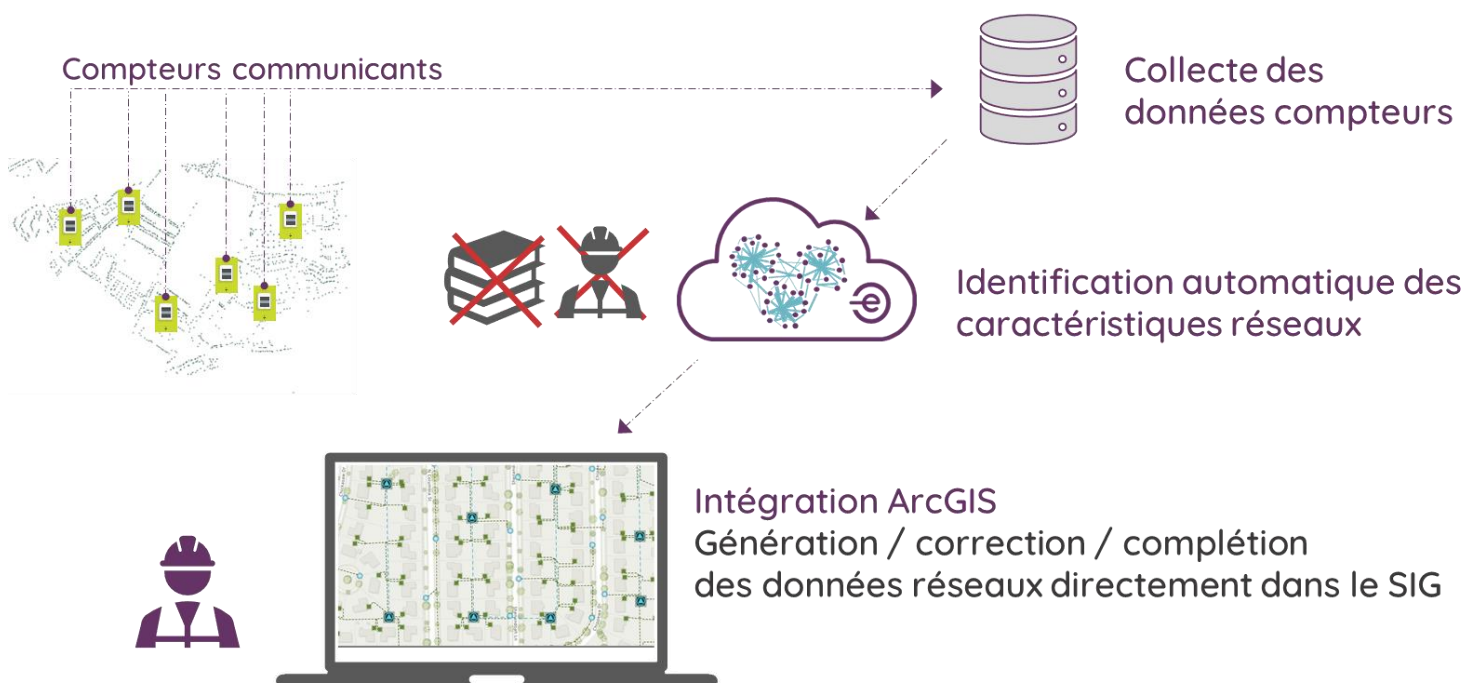 Compteurs communicants
Collecte des
données compteurs
Identification automatique des
caractéristiques réseaux
Intégration ArcGIS
Génération / correction / complétion
des données réseaux directement dans le SIG